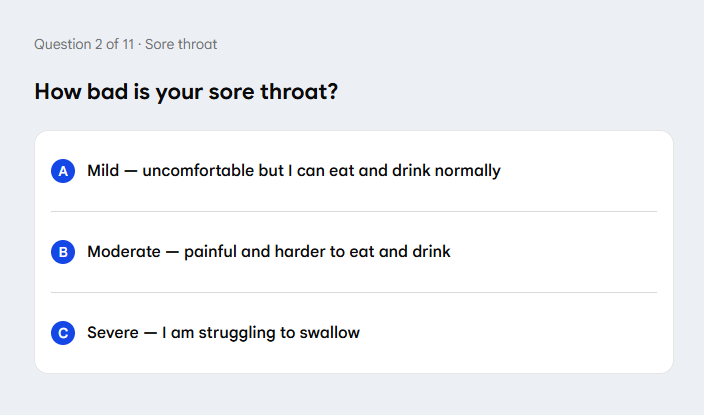 Question 2 of 11 · Sore throat
How bad is your sore throat?
A Mild — uncomfortable but I can eat and drink normally
B Moderate — painful and harder to eat and drink
C Severe — I am struggling to swallow